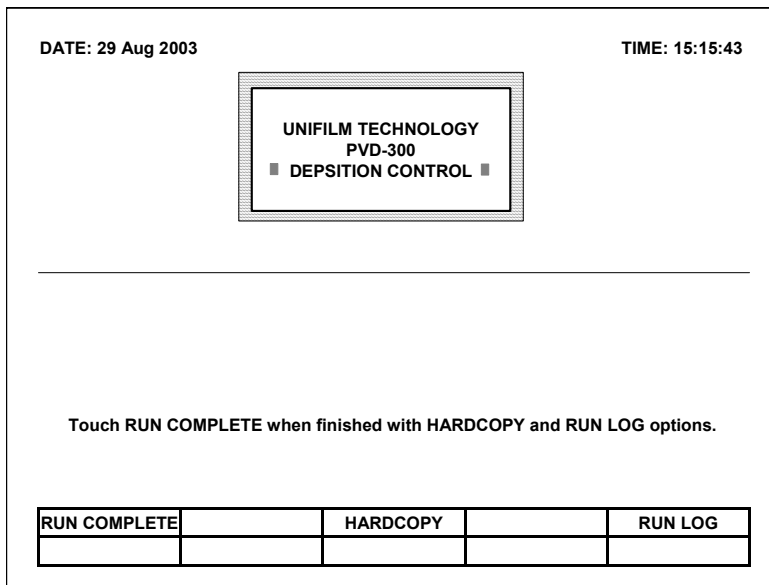 DATE: 29 Aug 2003 TIME: 15:15:43
UNIFILM TECHNOLOGY
PVD-300
DEPSITION CONTROL
Touch RUN COMPLETE when finished with HARDCOPY and RUN LOG options.
RUN COMPLETE HARDCOPY RUN LOG